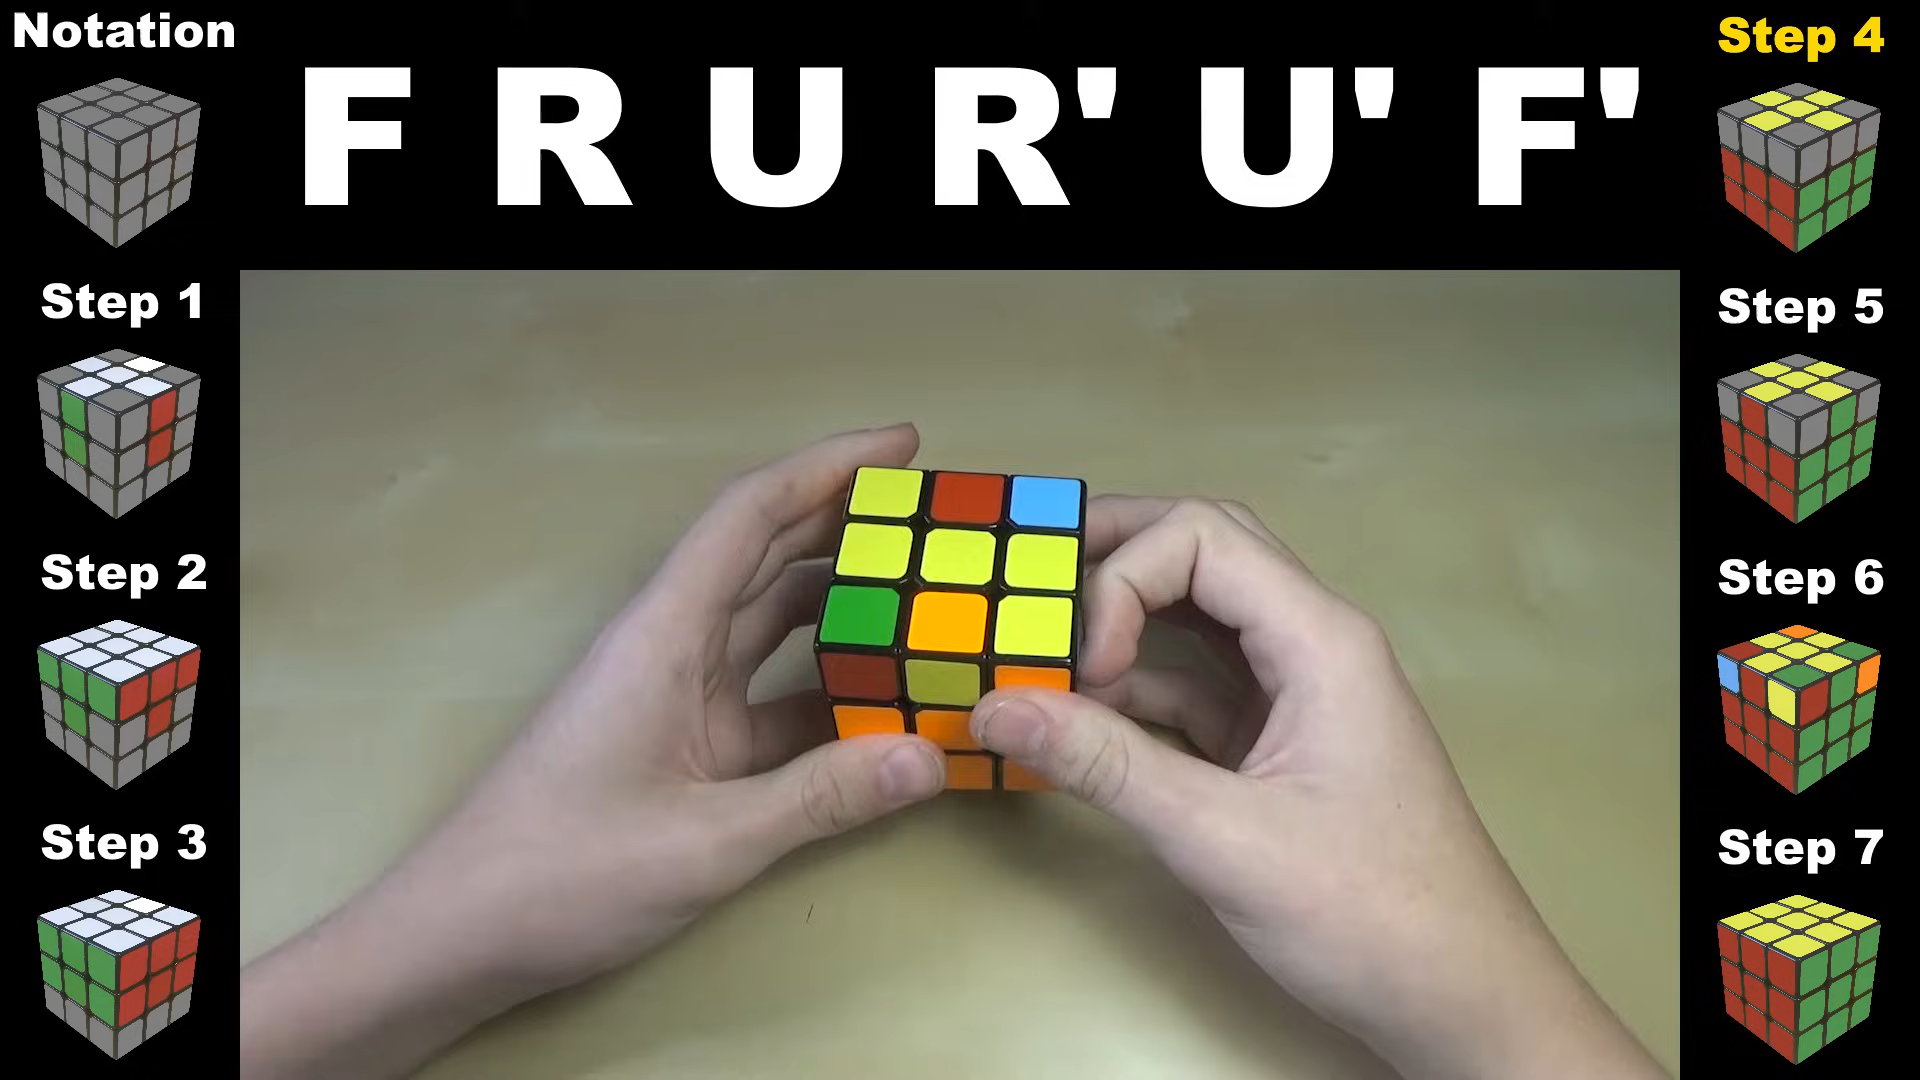 Notation
F R U R' U' F'
Step 4
Step 1
Step 5
Step 2
Step 6
Step 3
Step 7